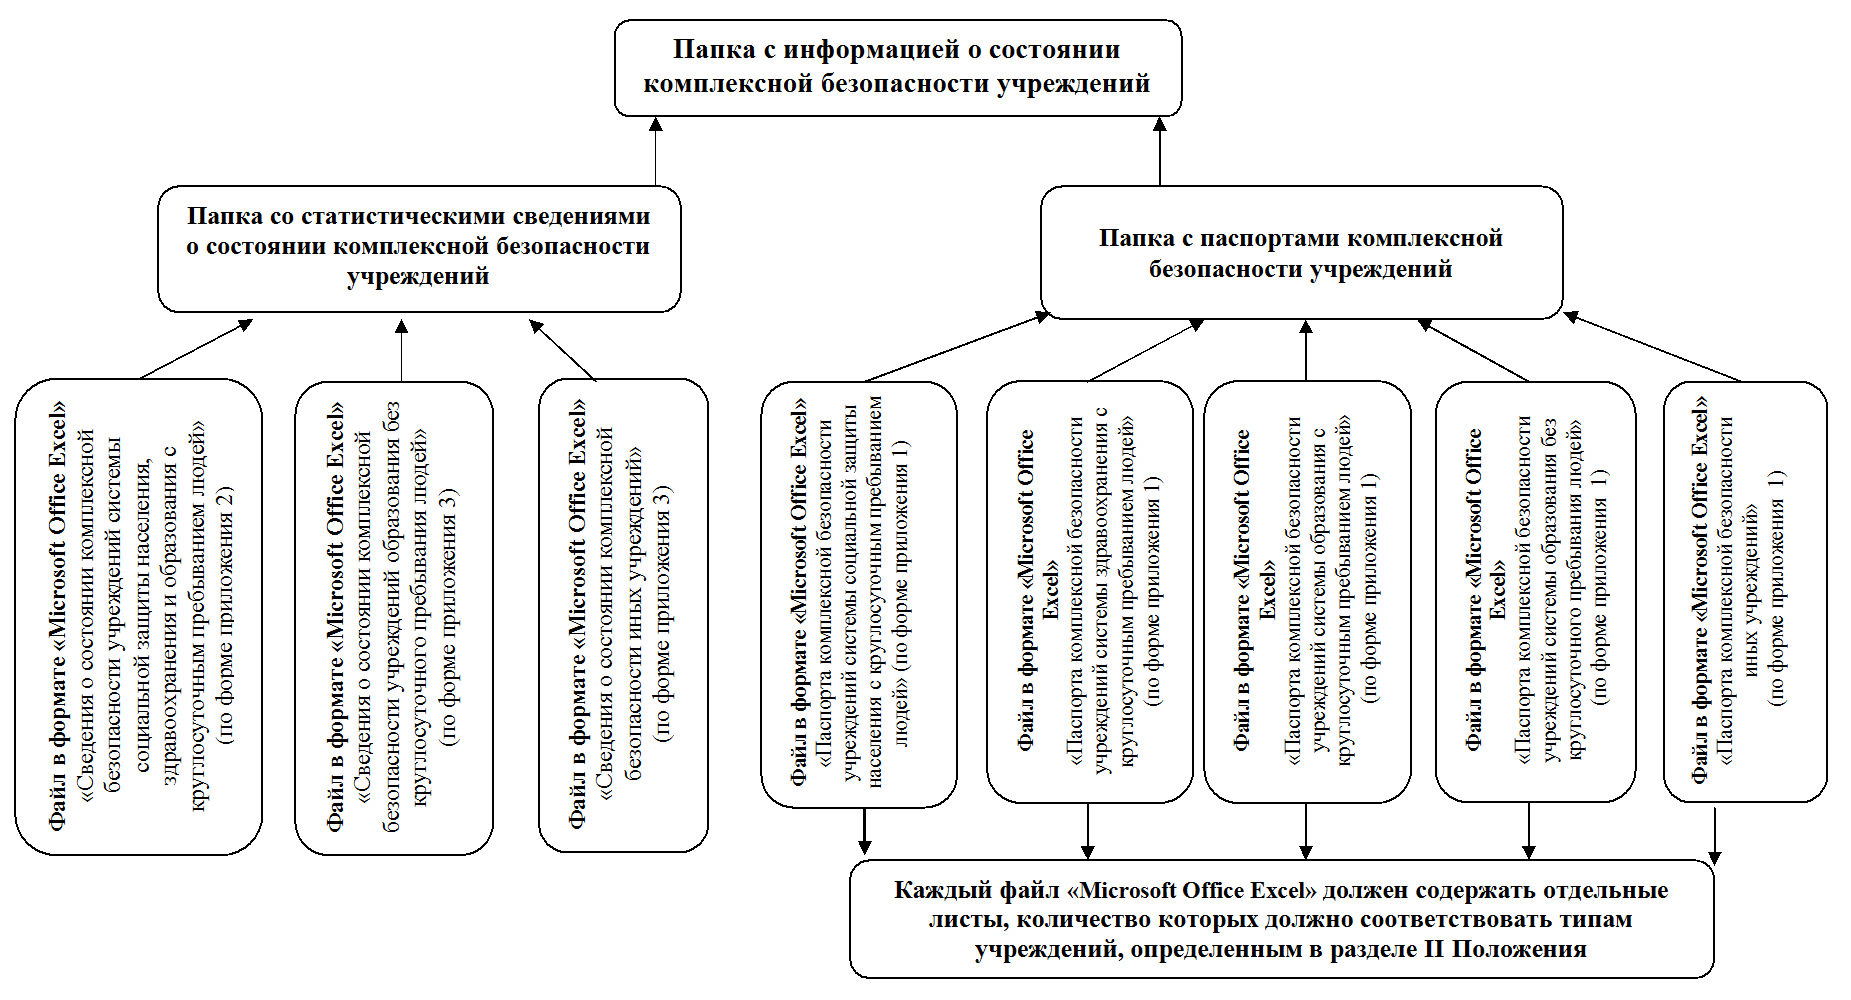 Папка с информацией о состоянии
комплексной безопасности учреждений
Папка со статистическими сведениями
о состоянии комплексной безопасности
учреждений
Папка с паспортами комплексной
безопасности учреждений
Файл в формате «Microsoft Office Excel»
«Сведения о состоянии комплексной
безопасности учреждений системы
социальной защиты населения,
здравоохранения и образования с
круглосуточным пребыванием людей»
(по форме приложения 2)
Файл в формате «Microsoft Office Excel»
«Сведения о состоянии комплексной
безопасности учреждений образования без
круглосуточного пребывания людей»
(по форме приложения 3)
Файл в формате «Microsoft Office Excel»
«Сведения о состоянии комплексной
безопасности иных учреждений»
(по форме приложения 3)
Файл в формате «Microsoft Office Excel»
«Паспорта комплексной безопасности
учреждений системы социальной защиты
населения с круглосуточным пребыванием
людей» (по форме приложения 1)
Файл в формате «Microsoft Office
Excel»
«Паспорта комплексной безопасности
учреждений системы здравоохранения с
круглосуточным пребыванием людей»
(по форме приложения 1)
Файл в формате «Microsoft Office
Excel»
«Паспорта комплексной безопасности
учреждений системы образования с
круглосуточным пребыванием людей»
(по форме приложения 1)
Файл в формате «Microsoft Office
Excel»
«Паспорта комплексной безопасности
учреждений системы образования без
круглосуточного пребывания людей»
(по форме приложения 1)
Файл в формате «Microsoft Office Excel»
«Паспорта комплексной безопасности
иных учреждений»
(по форме приложения 1)
Каждый файл «Microsoft Office Excel» должен содержать отдельные
листы, количество которых должно соответствовать типам
учреждений, определенным в разделе II Положения